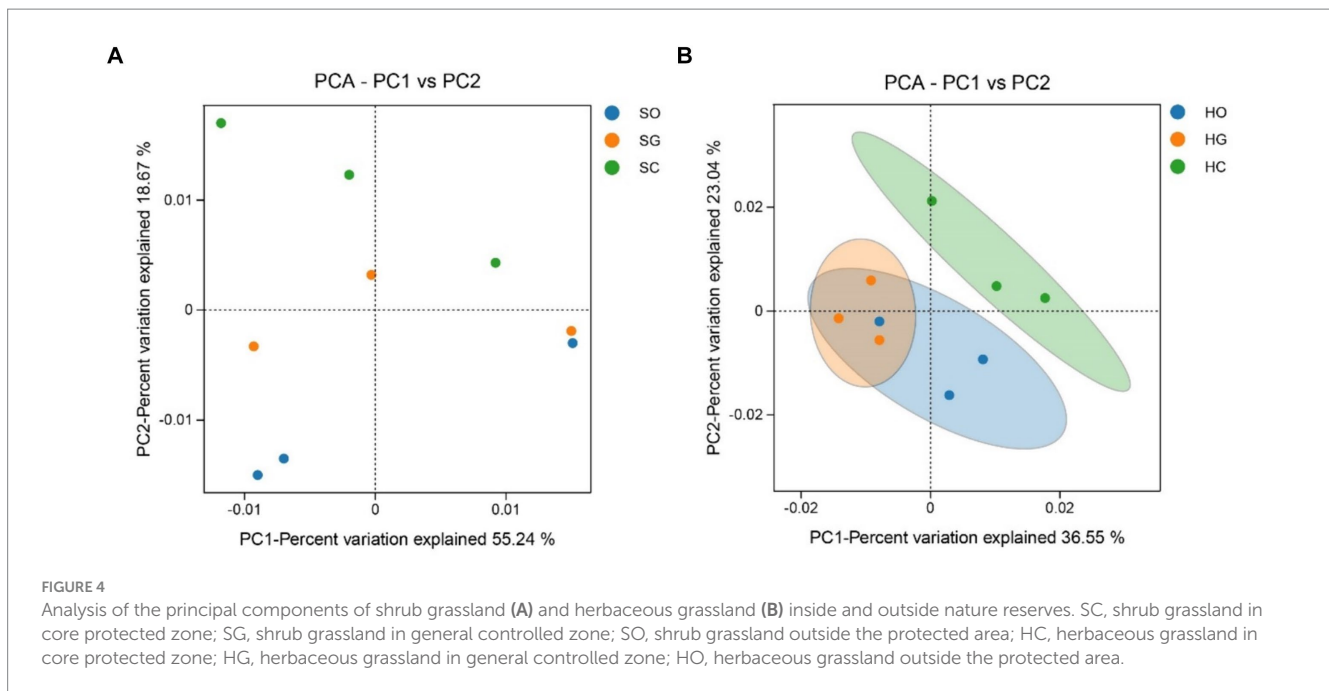 A
PCA - PC1 vs PC2
SO
SG
SC
PC2-Percent variation explained 18.67 %
0.01
0
-0.01
-0.01
0
0.01
PC1-Percent variation explained 55.24 %
B
PCA - PC1 vs PC2
HO
HG
HC
PC2-Percent variation explained 23.04 %
0.02
0
-0.02
-0.02
0
0.02
PC1-Percent variation explained 36.55 %
FIGURE 4
Analysis of the principal components of shrub grassland (A) and herbaceous grassland (B) inside and outside nature reserves. SC, shrub grassland in
core protected zone; SG, shrub grassland in general controlled zone; SO, shrub grassland outside the protected area; HC, herbaceous grassland in
core protected zone; HG, herbaceous grassland in general controlled zone; HO, herbaceous grassland outside the protected area.